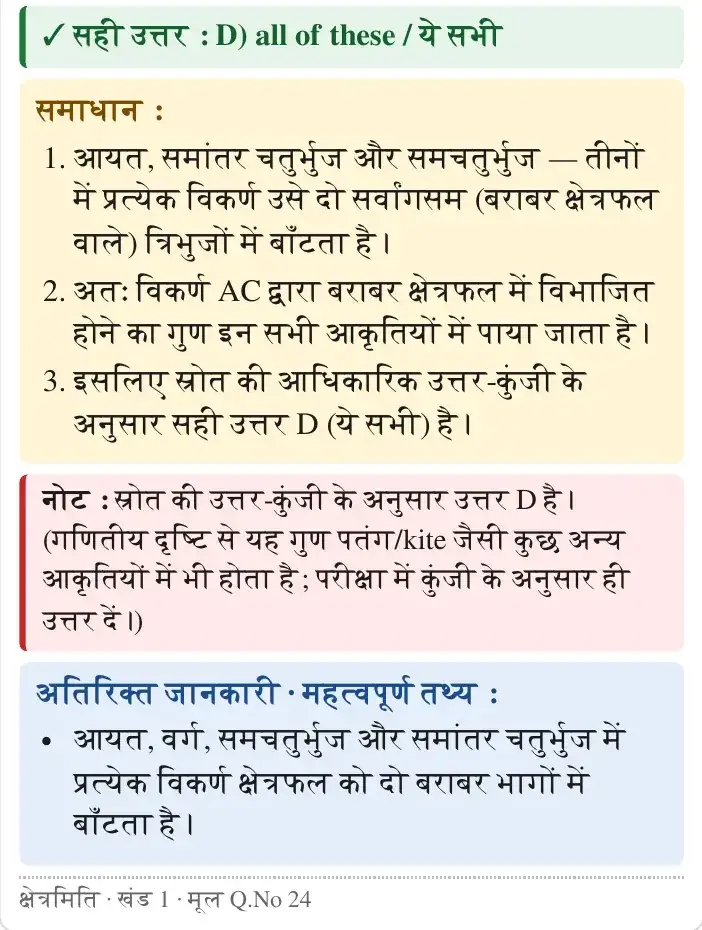 ✓ सही उत्तर : D) all of these / ये सभी
समाधान :
1. आयत, समांतर चतुर्भुज और समचतुर्भुज — तीनों
में प्रत्येक विकर्ण उसे दो सर्वांगसम (बराबर क्षेत्रफल
वाले) त्रिभुजों में बाँटता है।
2. अतः विकर्ण AC द्वारा बराबर क्षेत्रफल में विभाजित
होने का गुण इन सभी आकृतियों में पाया जाता है।
3. इसलिए स्रोत की आधिकारिक उत्तर-कुंजी के
अनुसार सही उत्तर D (ये सभी) है।
नोट : स्रोत की उत्तर-कुंजी के अनुसार उत्तर D है।
(गणितीय दृष्टि से यह गुण पतंग/kite जैसी कुछ अन्य
आकृतियों में भी होता है; परीक्षा में कुंजी के अनुसार ही
उत्तर दें।)
अतिरिक्त जानकारी · महत्वपूर्ण तथ्य :
• आयत, वर्ग, समचतुर्भुज और समांतर चतुर्भुज में
प्रत्येक विकर्ण क्षेत्रफल को दो बराबर भागों में
बाँटता है।
क्षेत्रमिति · खंड 1 · मूल Q.No 24